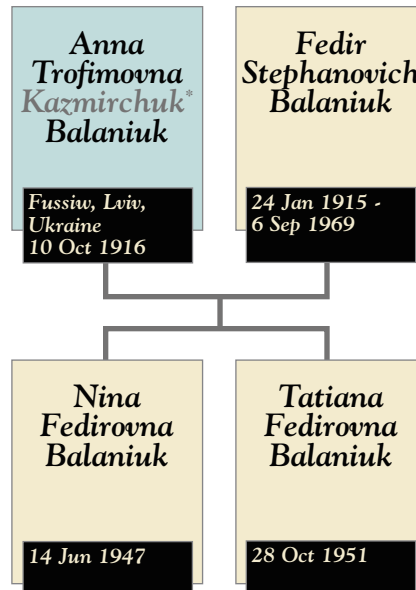 Anna
Trofimovna
Kazmirchuk*
Balaniuk
Fussiw, Lviv,
Ukraine
10 Oct 1916
Fedir
Stephanovich
Balaniuk
24 Jan 1915 -
6 Sep 1969
Nina
Fedirovna
Balaniuk
14 Jun 1947
Tatiana
Fedirovna
Balaniuk
28 Oct 1951